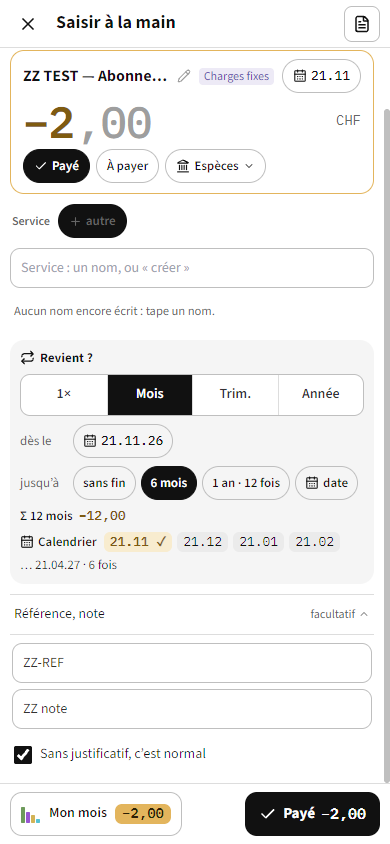 Saisir à la main
ZZ TEST — Abonne... Charges fixes 21.11
−2,00 CHF
Payé À payer Espèces
Service + autre
Service : un nom, ou « créer »
Aucun nom encore écrit : tape un nom.
Revient ?
1× Mois Trim. Année
dès le 21.11.26
jusqu'à sans fin 6 mois 1 an · 12 fois date
Σ 12 mois −12,00
Calendrier 21.11 ✓ 21.12 21.01 21.02
... 21.04.27 · 6 fois
Référence, note facultatif
ZZ-REF
ZZ note
Sans justificatif, c'est normal
Mon mois −2,00 Payé −2,00